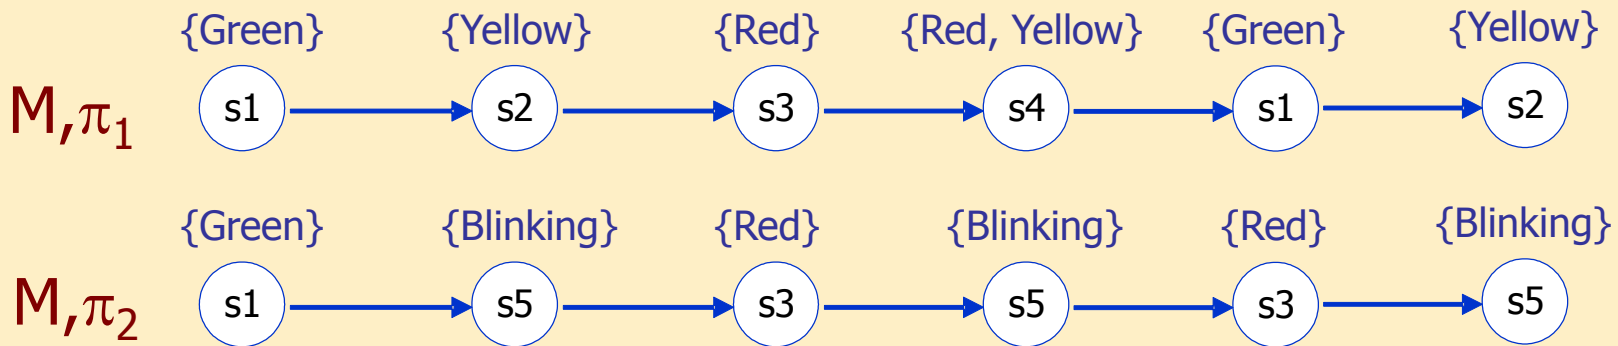 {Green} {Yellow} {Red} {Red, Yellow} {Green} {Yellow}
M,π₁ s1 s2 s3 s4 s1 s2
{Green} {Blinking} {Red} {Blinking} {Red} {Blinking}
M,π₂ s1 s5 s3 s5 s3 s5